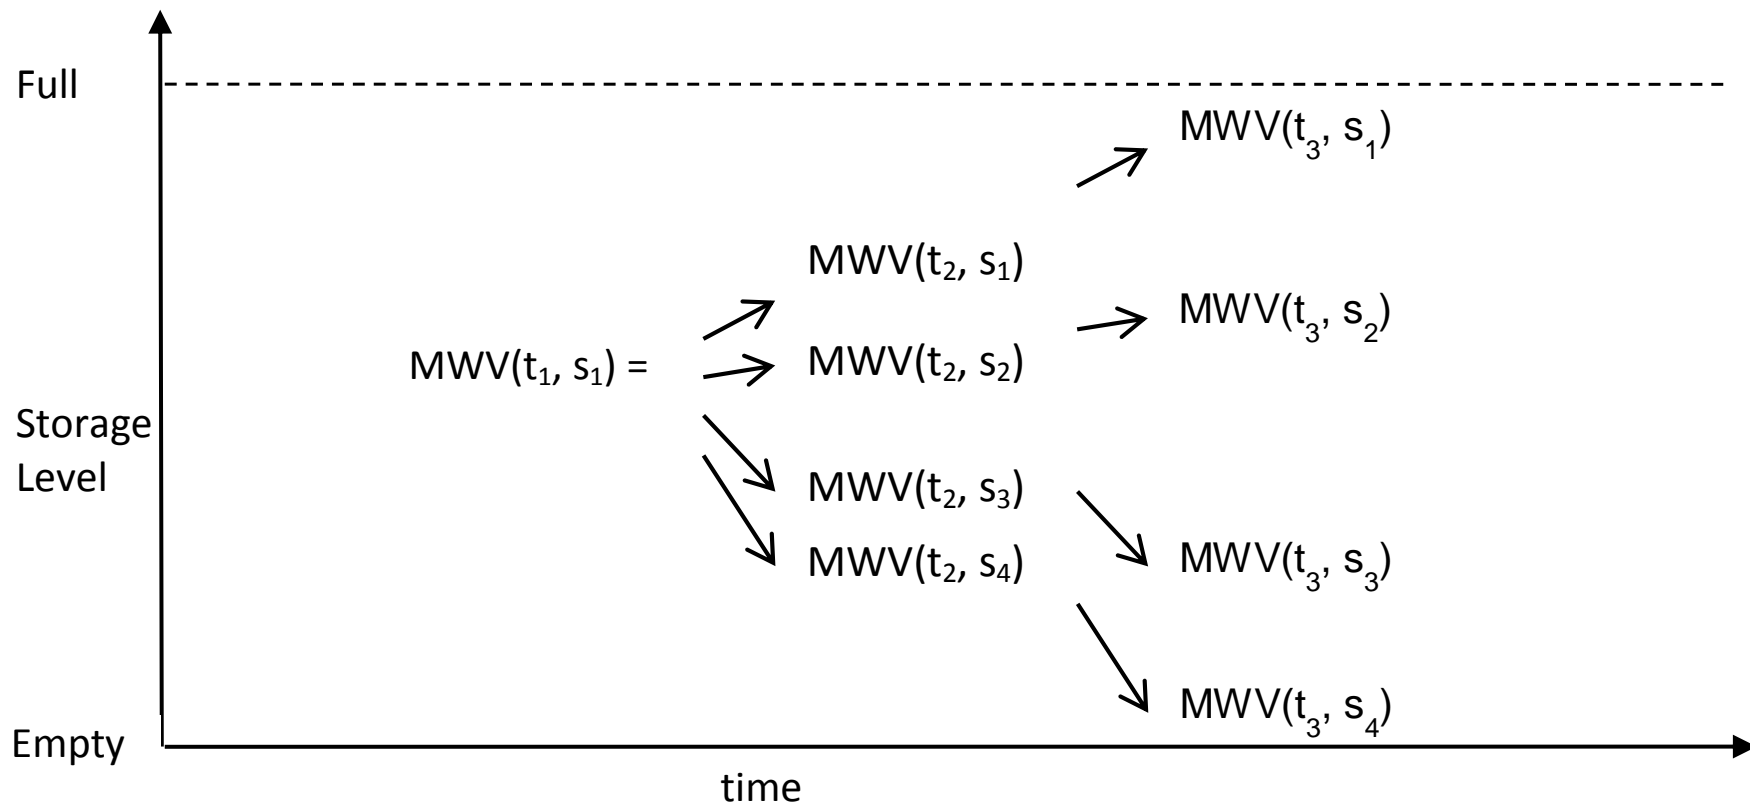 Full
MWV(t₃, s₁)
MWV(t₂, s₁)
MWV(t₃, s₂)
MWV(t₁, s₁) =
MWV(t₂, s₂)
Storage
Level
MWV(t₂, s₃)
MWV(t₂, s₄)
MWV(t₃, s₃)
MWV(t₃, s₄)
Empty
time